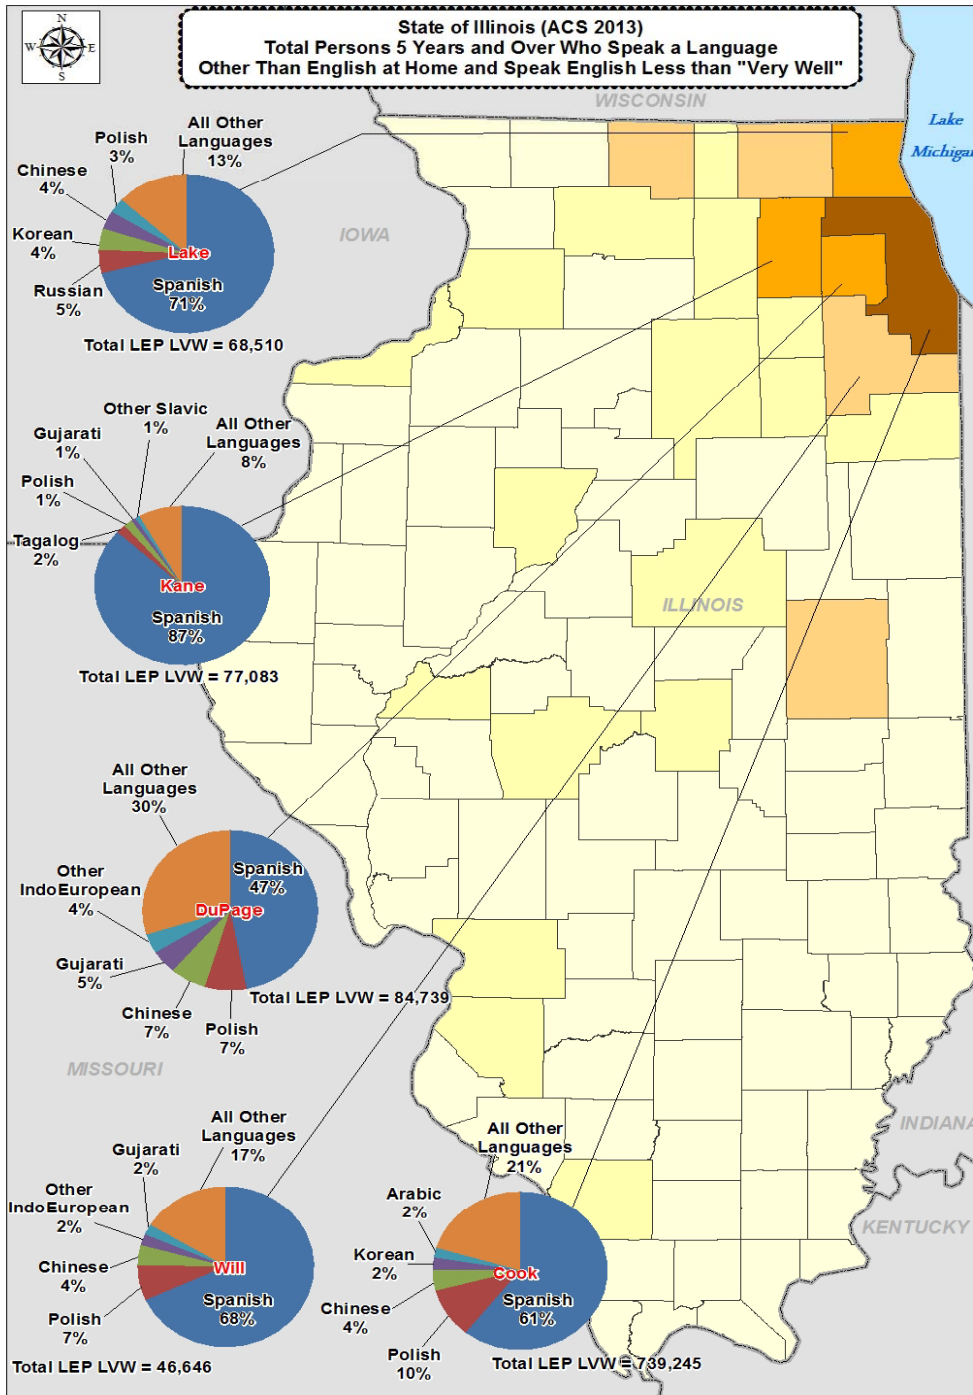 State of Illinois (ACS 2013)
Total Persons 5 Years and Over Who Speak a Language
Other Than English at Home and Speak English Less than "Very Well"
N
W
E
S
WISCONSIN
Lake
Michigan
IOWA
ILLINOIS
MISSOURI
INDIANA
KENTUCKY
Polish
3%
All Other
Languages
13%
Chinese
4%
Korean
4%
Russian
5%
Lake
Spanish
71%
Total LEP LVW = 68,510
Other Slavic
1%
All Other
Languages
8%
Gujarati
1%
Polish
1%
Tagalog
2%
Kane
Spanish
87%
Total LEP LVW = 77,083
All Other
Languages
30%
Spanish
47%
Other
IndoEuropean
4%
DuPage
Gujarati
5%
Chinese
7%
Polish
7%
Total LEP LVW = 84,739
All Other
Languages
17%
Gujarati
2%
Other
IndoEuropean
2%
Chinese
4%
Polish
7%
Will
Spanish
68%
Total LEP LVW = 46,646
All Other
Languages
21%
Arabic
2%
Korean
2%
Chinese
4%
Polish
10%
Cook
Spanish
61%
Total LEP LVW = 739,245